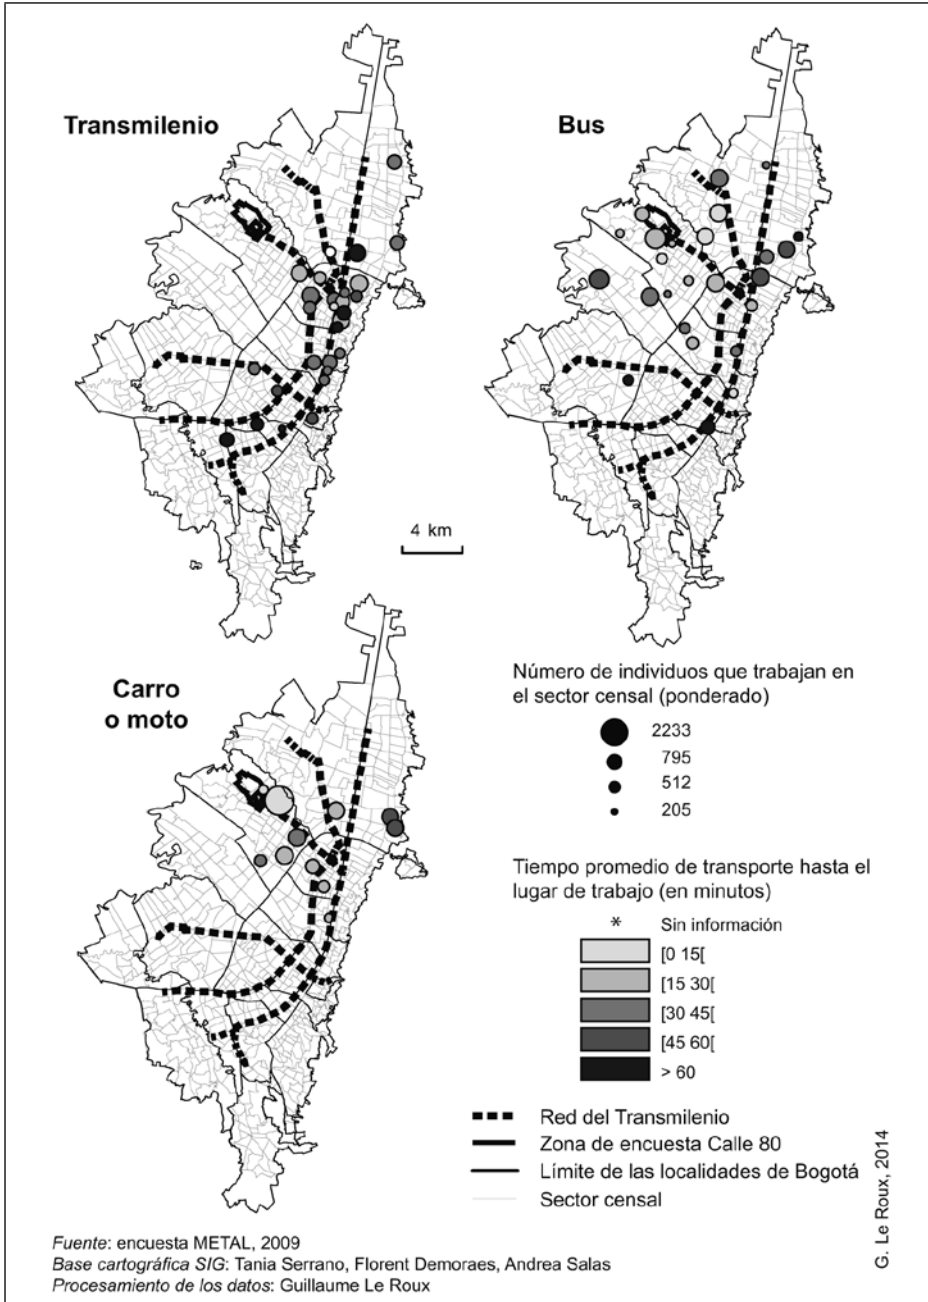 Transmilenio
Bus
4 km
Carro
o moto
Número de individuos que trabajan en
el sector censal (ponderado)
2233
795
512
205
Tiempo promedio de transporte hasta el
lugar de trabajo (en minutos)
* Sin información
[0 15[
[15 30[
[30 45[
[45 60[
> 60
Red del Transmilenio
Zona de encuesta Calle 80
Límite de las localidades de Bogotá
Sector censal
G. Le Roux, 2014
Fuente: encuesta METAL, 2009
Base cartográfica SIG: Tania Serrano, Florent Demoraes, Andrea Salas
Procesamiento de los datos: Guillaume Le Roux